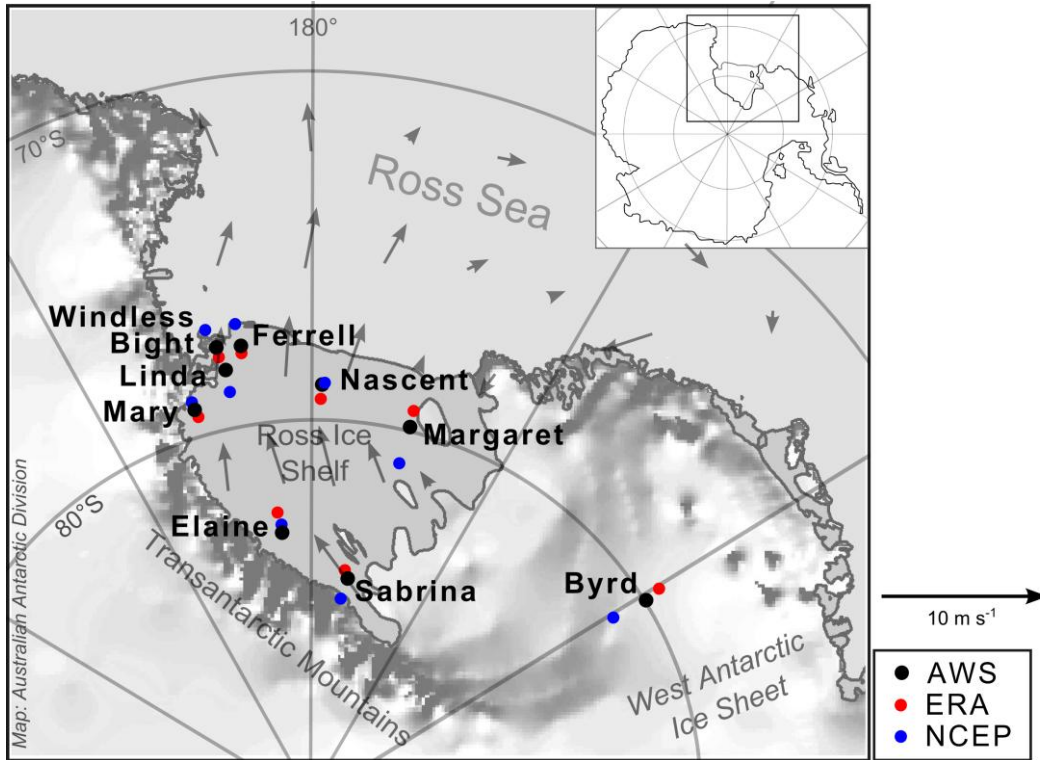 180°
70°S
Ross Sea
Windless
Bight
Ferrell
Linda
Nascent
Mary
Margaret
Ross Ice
Shelf
80°S
Elaine
Sabrina
Byrd
Transantarctic Mountains
West Antarctic
Ice Sheet
Map: Australian Antarctic Division
10 m s⁻¹
AWS
ERA
NCEP